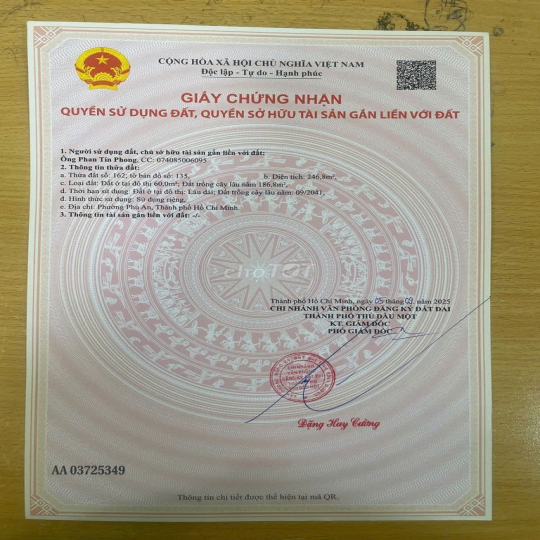 CỘNG HÒA XÃ HỘI CHỦ NGHĨA VIỆT NAM
Độc lập - Tự do - Hạnh phúc
GIẤY CHỨNG NHẬN
QUYỀN SỬ DỤNG ĐẤT, QUYỀN SỞ HỮU TÀI SẢN GẮN LIỀN VỚI ĐẤT
1. Người sử dụng đất, chủ sở hữu tài sản gắn liền với đất:
Ông Phan Tín Phong, CC: 074085006095
2. Thông tin thửa đất:
a. Thửa đất số: 162; tờ bản đồ số: 135, b. Diện tích: 246,8m²,
c. Loại đất: Đất ở tại đô thị 60,0m²; Đất trồng cây lâu năm 186,8m²,
d. Thời hạn sử dụng: Đất ở tại đô thị: Lâu dài; Đất trồng cây lâu năm: 09/2041,
đ. Hình thức sử dụng: Sử dụng riêng,
e. Địa chỉ: Phường Phú An, Thành phố Hồ Chí Minh.
3. Thông tin tài sản gắn liền với đất: -/-
chợTỐT
Thành phố Hồ Chí Minh, ngày 05 tháng 09, năm 2025
CHI NHÁNH VĂN PHÒNG ĐĂNG KÝ ĐẤT ĐAI
THÀNH PHỐ THỦ DẦU MỘT
KT. GIÁM ĐỐC
PHÓ GIÁM ĐỐC
Đặng Huy Cường
AA 03725349
Thông tin chi tiết được thể hiện tại mã QR.